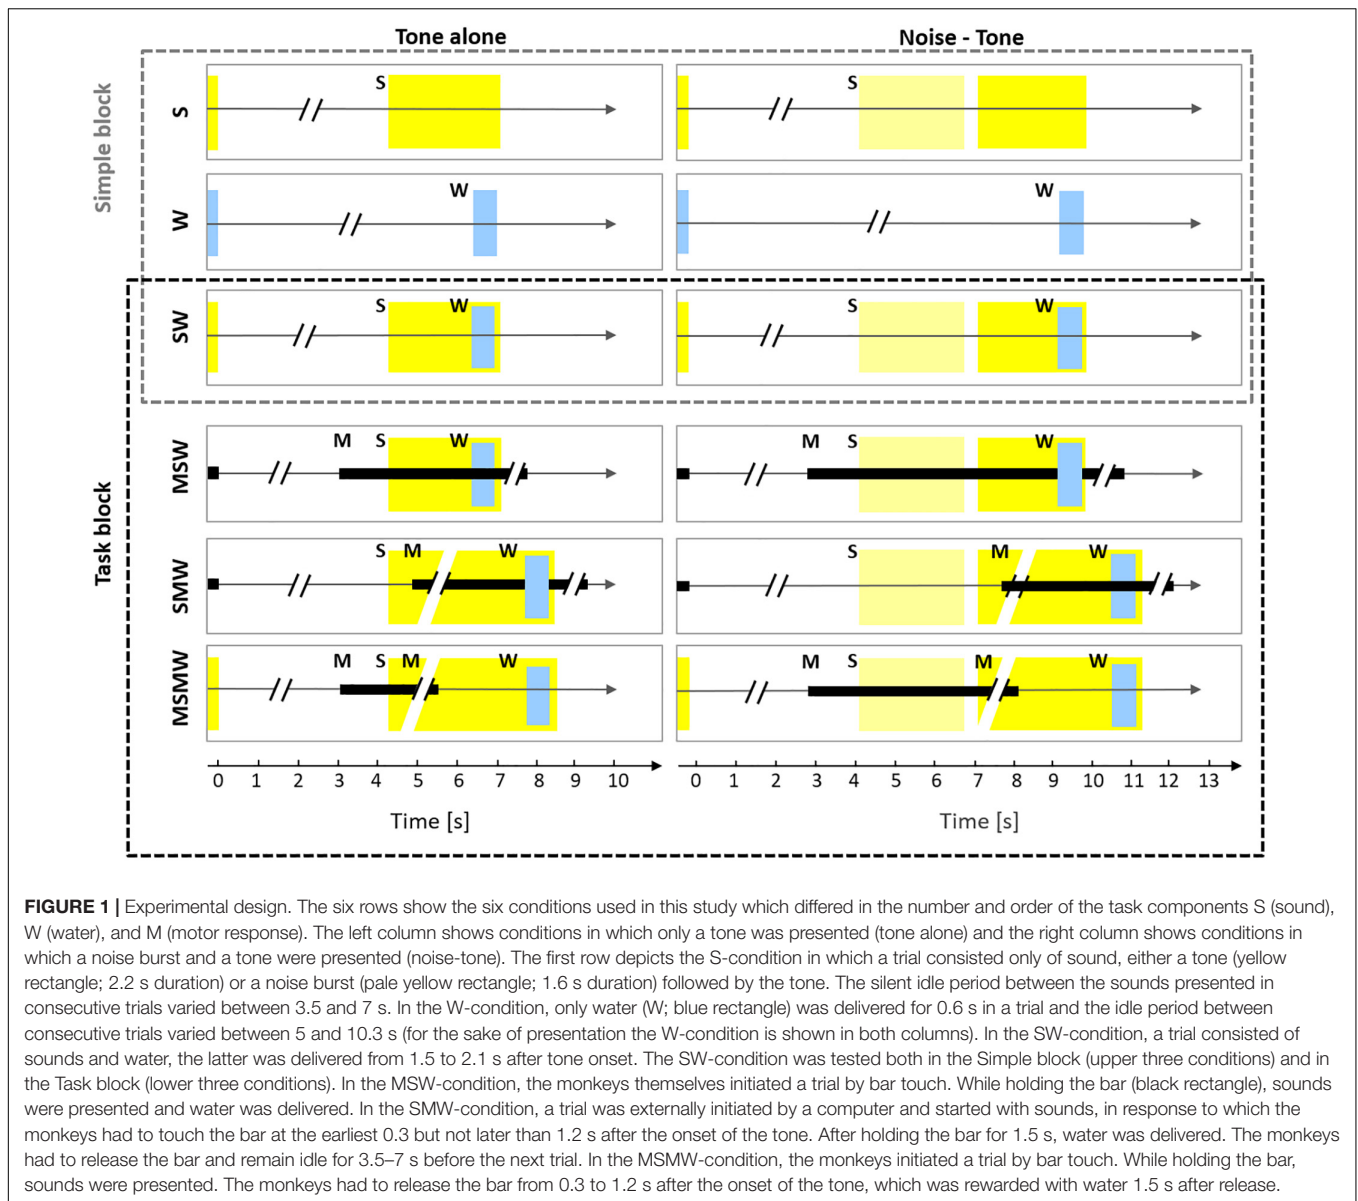 Tone alone
Noise - Tone
Simple block
S
S
S
W
W
W
SW
S W
S W
Task block
MSW
M S W
M S W
SMW
S M W
S M W
MSMW
M S M W
M S M W
0 1 2 3 4 5 6 7 8 9 10
0 1 2 3 4 5 6 7 8 9 10 11 12 13
Time [s]
Time [s]
FIGURE 1 | Experimental design. The six rows show the six conditions used in this study which differed in the number and order of the task components S (sound),
W (water), and M (motor response). The left column shows conditions in which only a tone was presented (tone alone) and the right column shows conditions in
which a noise burst and a tone were presented (noise-tone). The first row depicts the S-condition in which a trial consisted only of sound, either a tone (yellow
rectangle; 2.2 s duration) or a noise burst (pale yellow rectangle; 1.6 s duration) followed by the tone. The silent idle period between the sounds presented in
consecutive trials varied between 3.5 and 7 s. In the W-condition, only water (W; blue rectangle) was delivered for 0.6 s in a trial and the idle period between
consecutive trials varied between 5 and 10.3 s (for the sake of presentation the W-condition is shown in both columns). In the SW-condition, a trial consisted of
sounds and water, the latter was delivered from 1.5 to 2.1 s after tone onset. The SW-condition was tested both in the Simple block (upper three conditions) and in
the Task block (lower three conditions). In the MSW-condition, the monkeys themselves initiated a trial by bar touch. While holding the bar (black rectangle), sounds
were presented and water was delivered. In the SMW-condition, a trial was externally initiated by a computer and started with sounds, in response to which the
monkeys had to touch the bar at the earliest 0.3 but not later than 1.2 s after the onset of the tone. After holding the bar for 1.5 s, water was delivered. The monkeys
had to release the bar and remain idle for 3.5–7 s before the next trial. In the MSMW-condition, the monkeys initiated a trial by bar touch. While holding the bar,
sounds were presented. The monkeys had to release the bar from 0.3 to 1.2 s after the onset of the tone, which was rewarded with water 1.5 s after release.